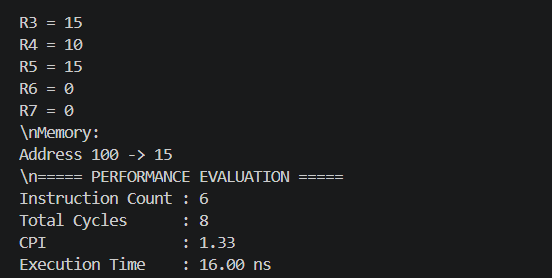 R3 = 15
R4 = 10
R5 = 15
R6 = 0
R7 = 0
\nMemory:
Address 100 -> 15
\n===== PERFORMANCE EVALUATION =====
Instruction Count : 6
Total Cycles      : 8
CPI               : 1.33
Execution Time    : 16.00 ns